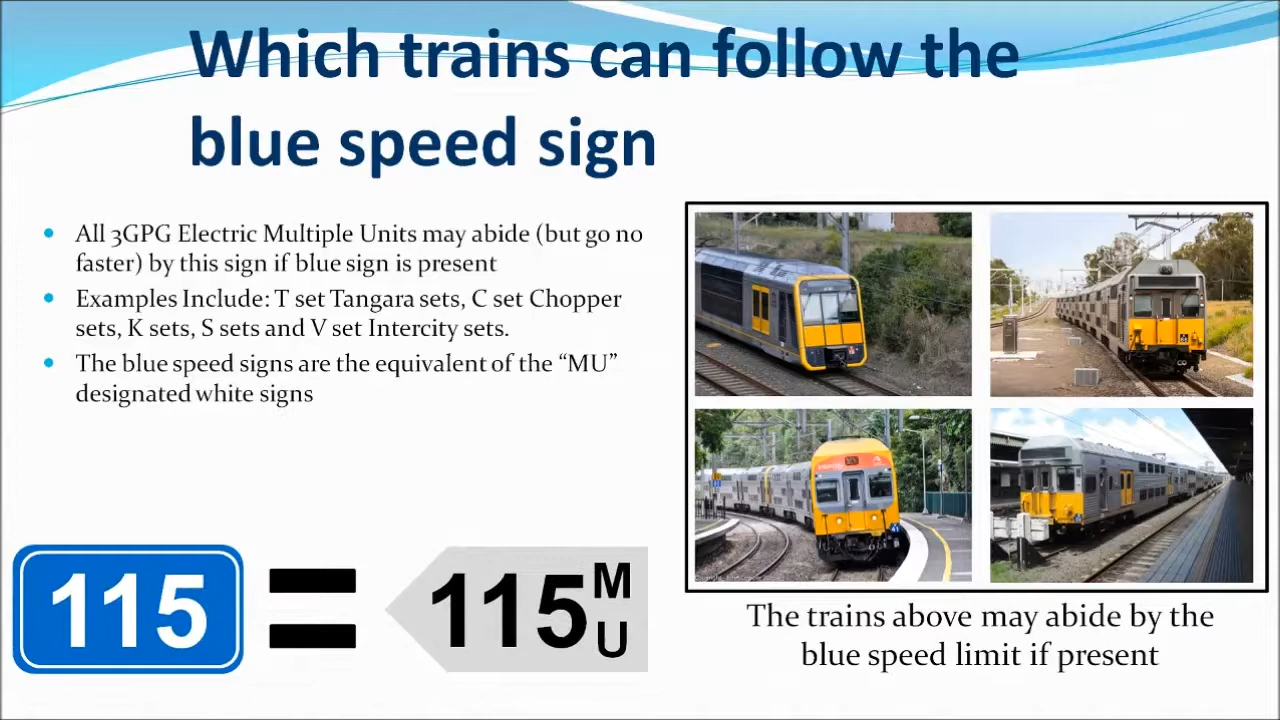 Which trains can follow the
blue speed sign
All 3GPG Electric Multiple Units may abide (but go no
faster) by this sign if blue sign is present
Examples Include: T set Tangara sets, C set Chopper
sets, K sets, S sets and V set Intercity sets.
The blue speed signs are the equivalent of the “MU”
designated white signs
115
=
115 M
U
The trains above may abide by the
blue speed limit if present